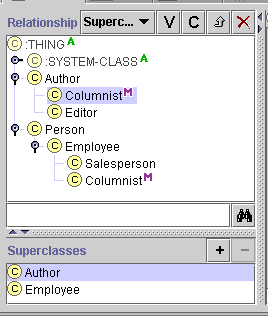 Relationship Superc... V C
C :THING A
C :SYSTEM-CLASS A
C Author
C Columnist M
C Editor
C Person
C Employee
C Salesperson
C Columnist M
Superclasses + −
C Author
C Employee